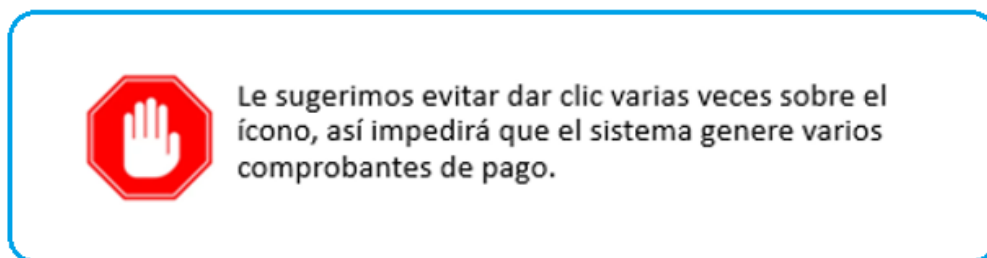 Le sugerimos evitar dar clic varias veces sobre el
ícono, así impedirá que el sistema genere varios
comprobantes de pago.